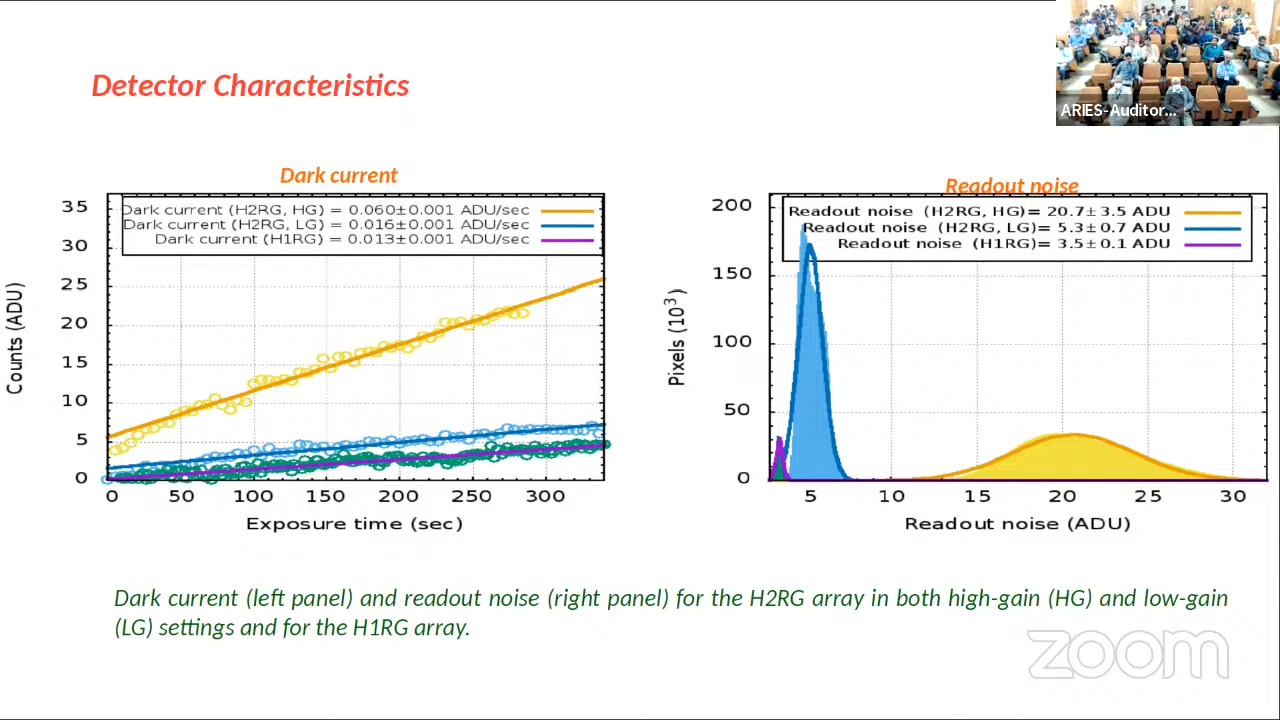 Detector Characteristics
ARIES-Auditor...
Dark current
Dark current (H2RG, HG) = 0.060±0.001 ADU/sec
Dark current (H2RG, LG) = 0.016±0.001 ADU/sec
Dark current (H1RG) = 0.013±0.001 ADU/sec
35
30
25
20
15
10
5
0
Counts (ADU)
0 50 100 150 200 250 300
Exposure time (sec)
Readout noise
Readout noise (H2RG, HG)= 20.7±3.5 ADU
Readout noise (H2RG, LG)= 5.3±0.7 ADU
Readout noise (H1RG)= 3.5±0.1 ADU
200
150
100
50
0
Pixels (10³)
5 10 15 20 25 30
Readout noise (ADU)
Dark current (left panel) and readout noise (right panel) for the H2RG array in both high-gain (HG) and low-gain
(LG) settings and for the H1RG array.
zoom